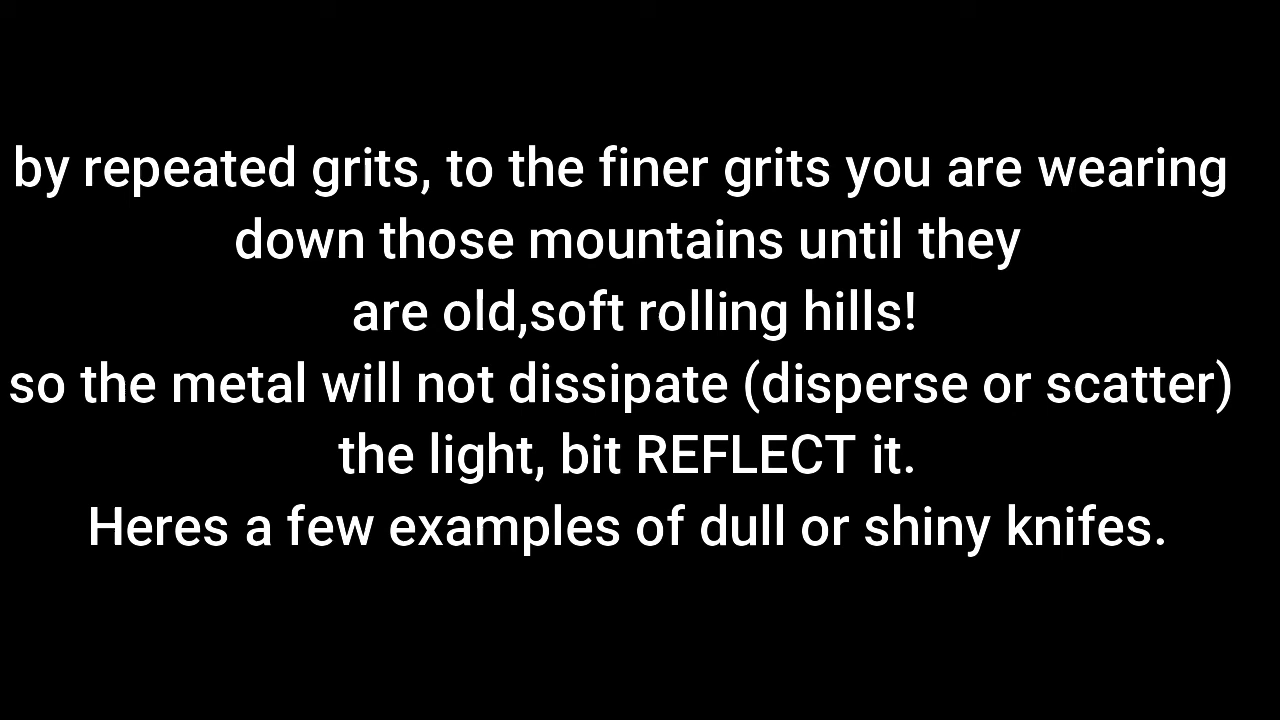 by repeated grits, to the finer grits you are wearing
down those mountains until they
are old,soft rolling hills!
so the metal will not dissipate (disperse or scatter)
the light, bit REFLECT it.
Heres a few examples of dull or shiny knifes.